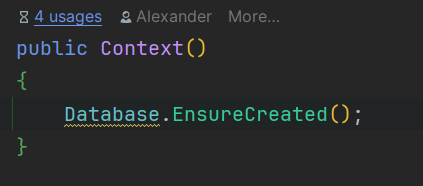 4 usages Alexander More...
public Context()
{
    Database.EnsureCreated();
}